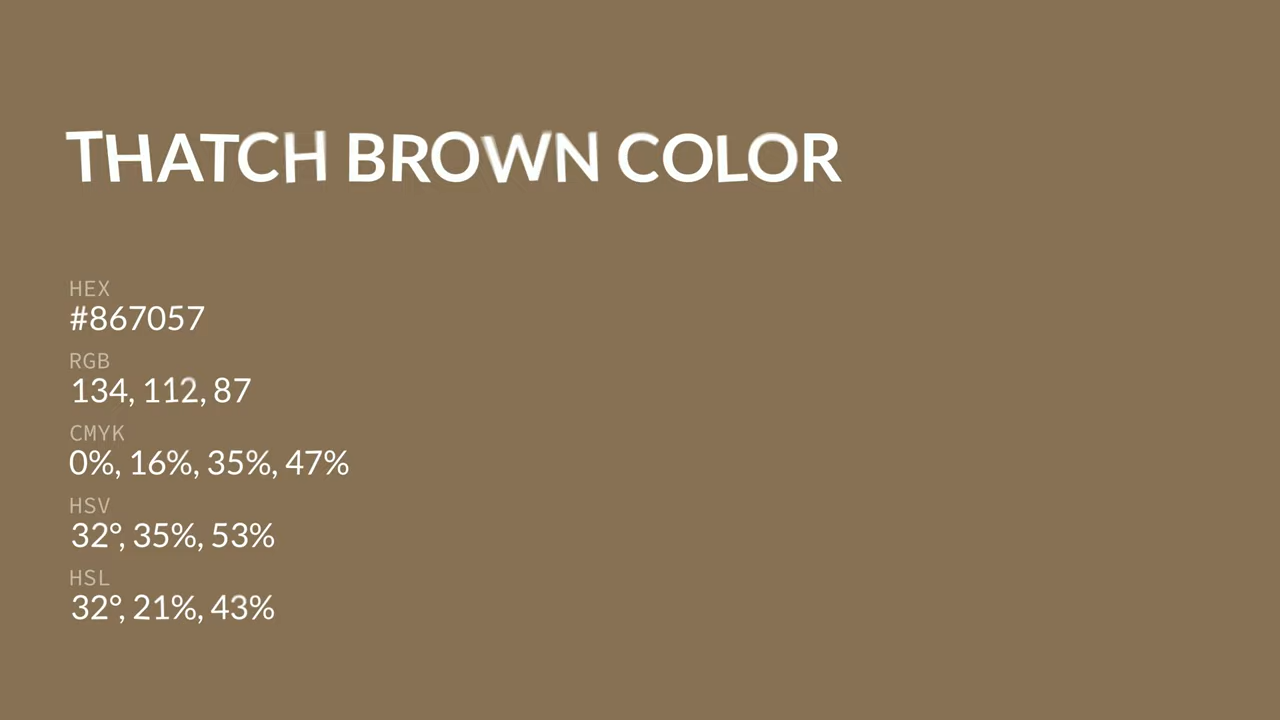 THATCH BROWN COLOR
HEX
#867057
RGB
134, 112, 87
CMYK
0%, 16%, 35%, 47%
HSV
32°, 35%, 53%
HSL
32°, 21%, 43%